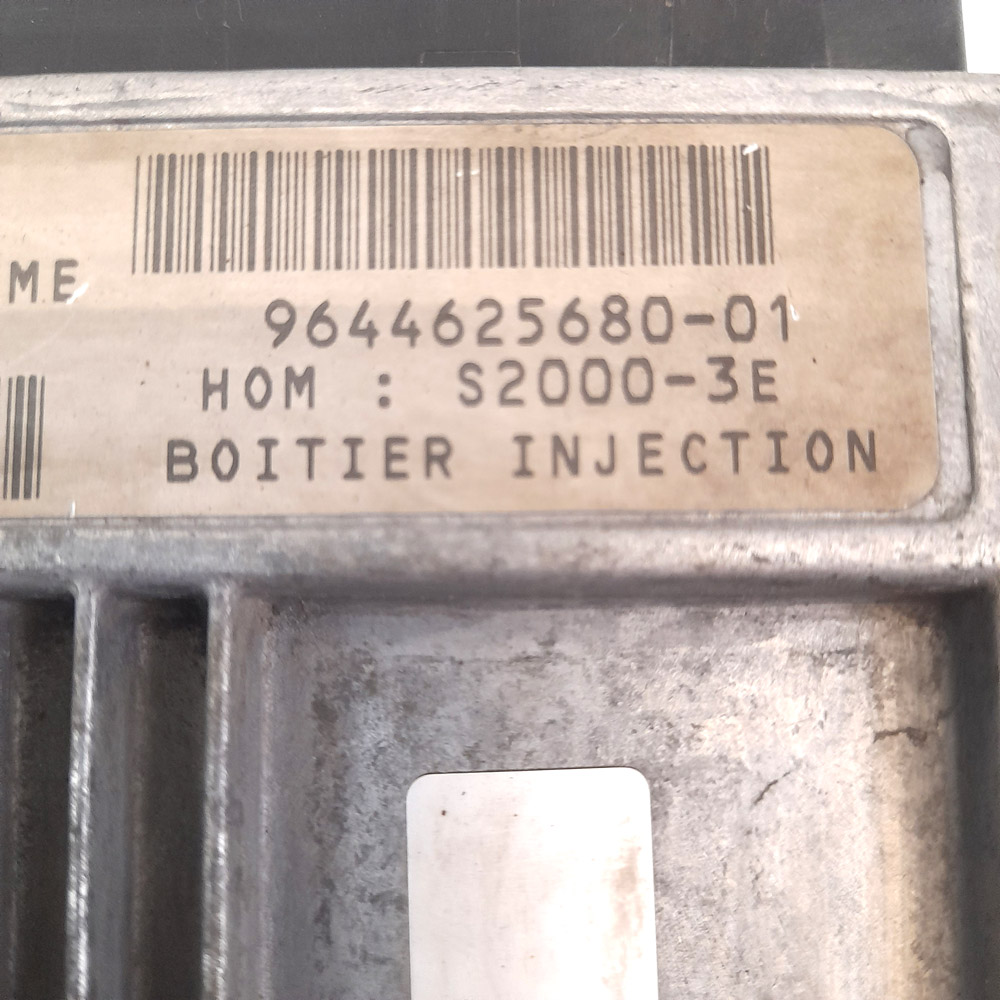 ME
9644625680-01
HOM : S2000-3E
BOITIER INJECTION